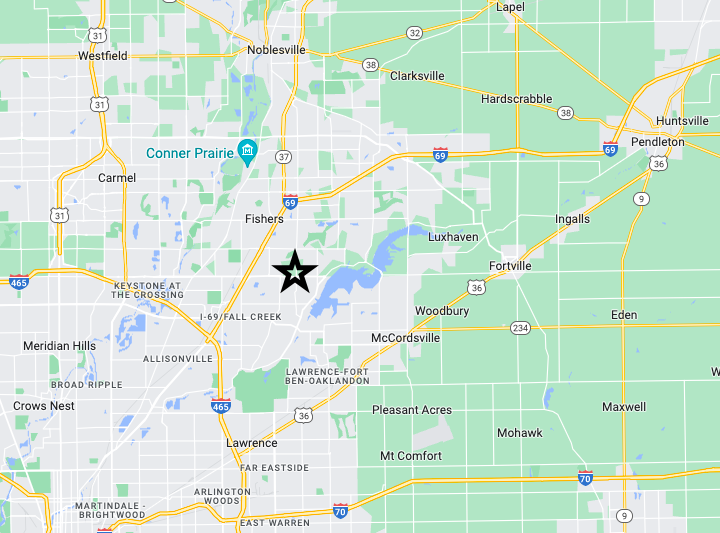 Lapel
31
32
Noblesville
Westfield
38
Clarksville
Hardscrabble
31
38
Huntsville
Pendleton
Conner Prairie
M
37
69
69
36
Carmel
9
69
31
Fishers
Ingalls
Luxhaven
Fortville
465
KEYSTONE AT
THE CROSSING
36
Woodbury
I-69/FALL CREEK
Eden
234
McCordsville
Meridian Hills
ALLISONVILLE
LAWRENCE-FORT
BEN-OAKLANDON
W
BROAD RIPPLE
Crows Nest
465
36
Pleasant Acres
Maxwell
Mohawk
Lawrence
Mt Comfort
FAR EASTSIDE
70
ARLINGTON
WOODS
MARTINDALE -
BRIGHTWOOD
70
9
EAST WARREN